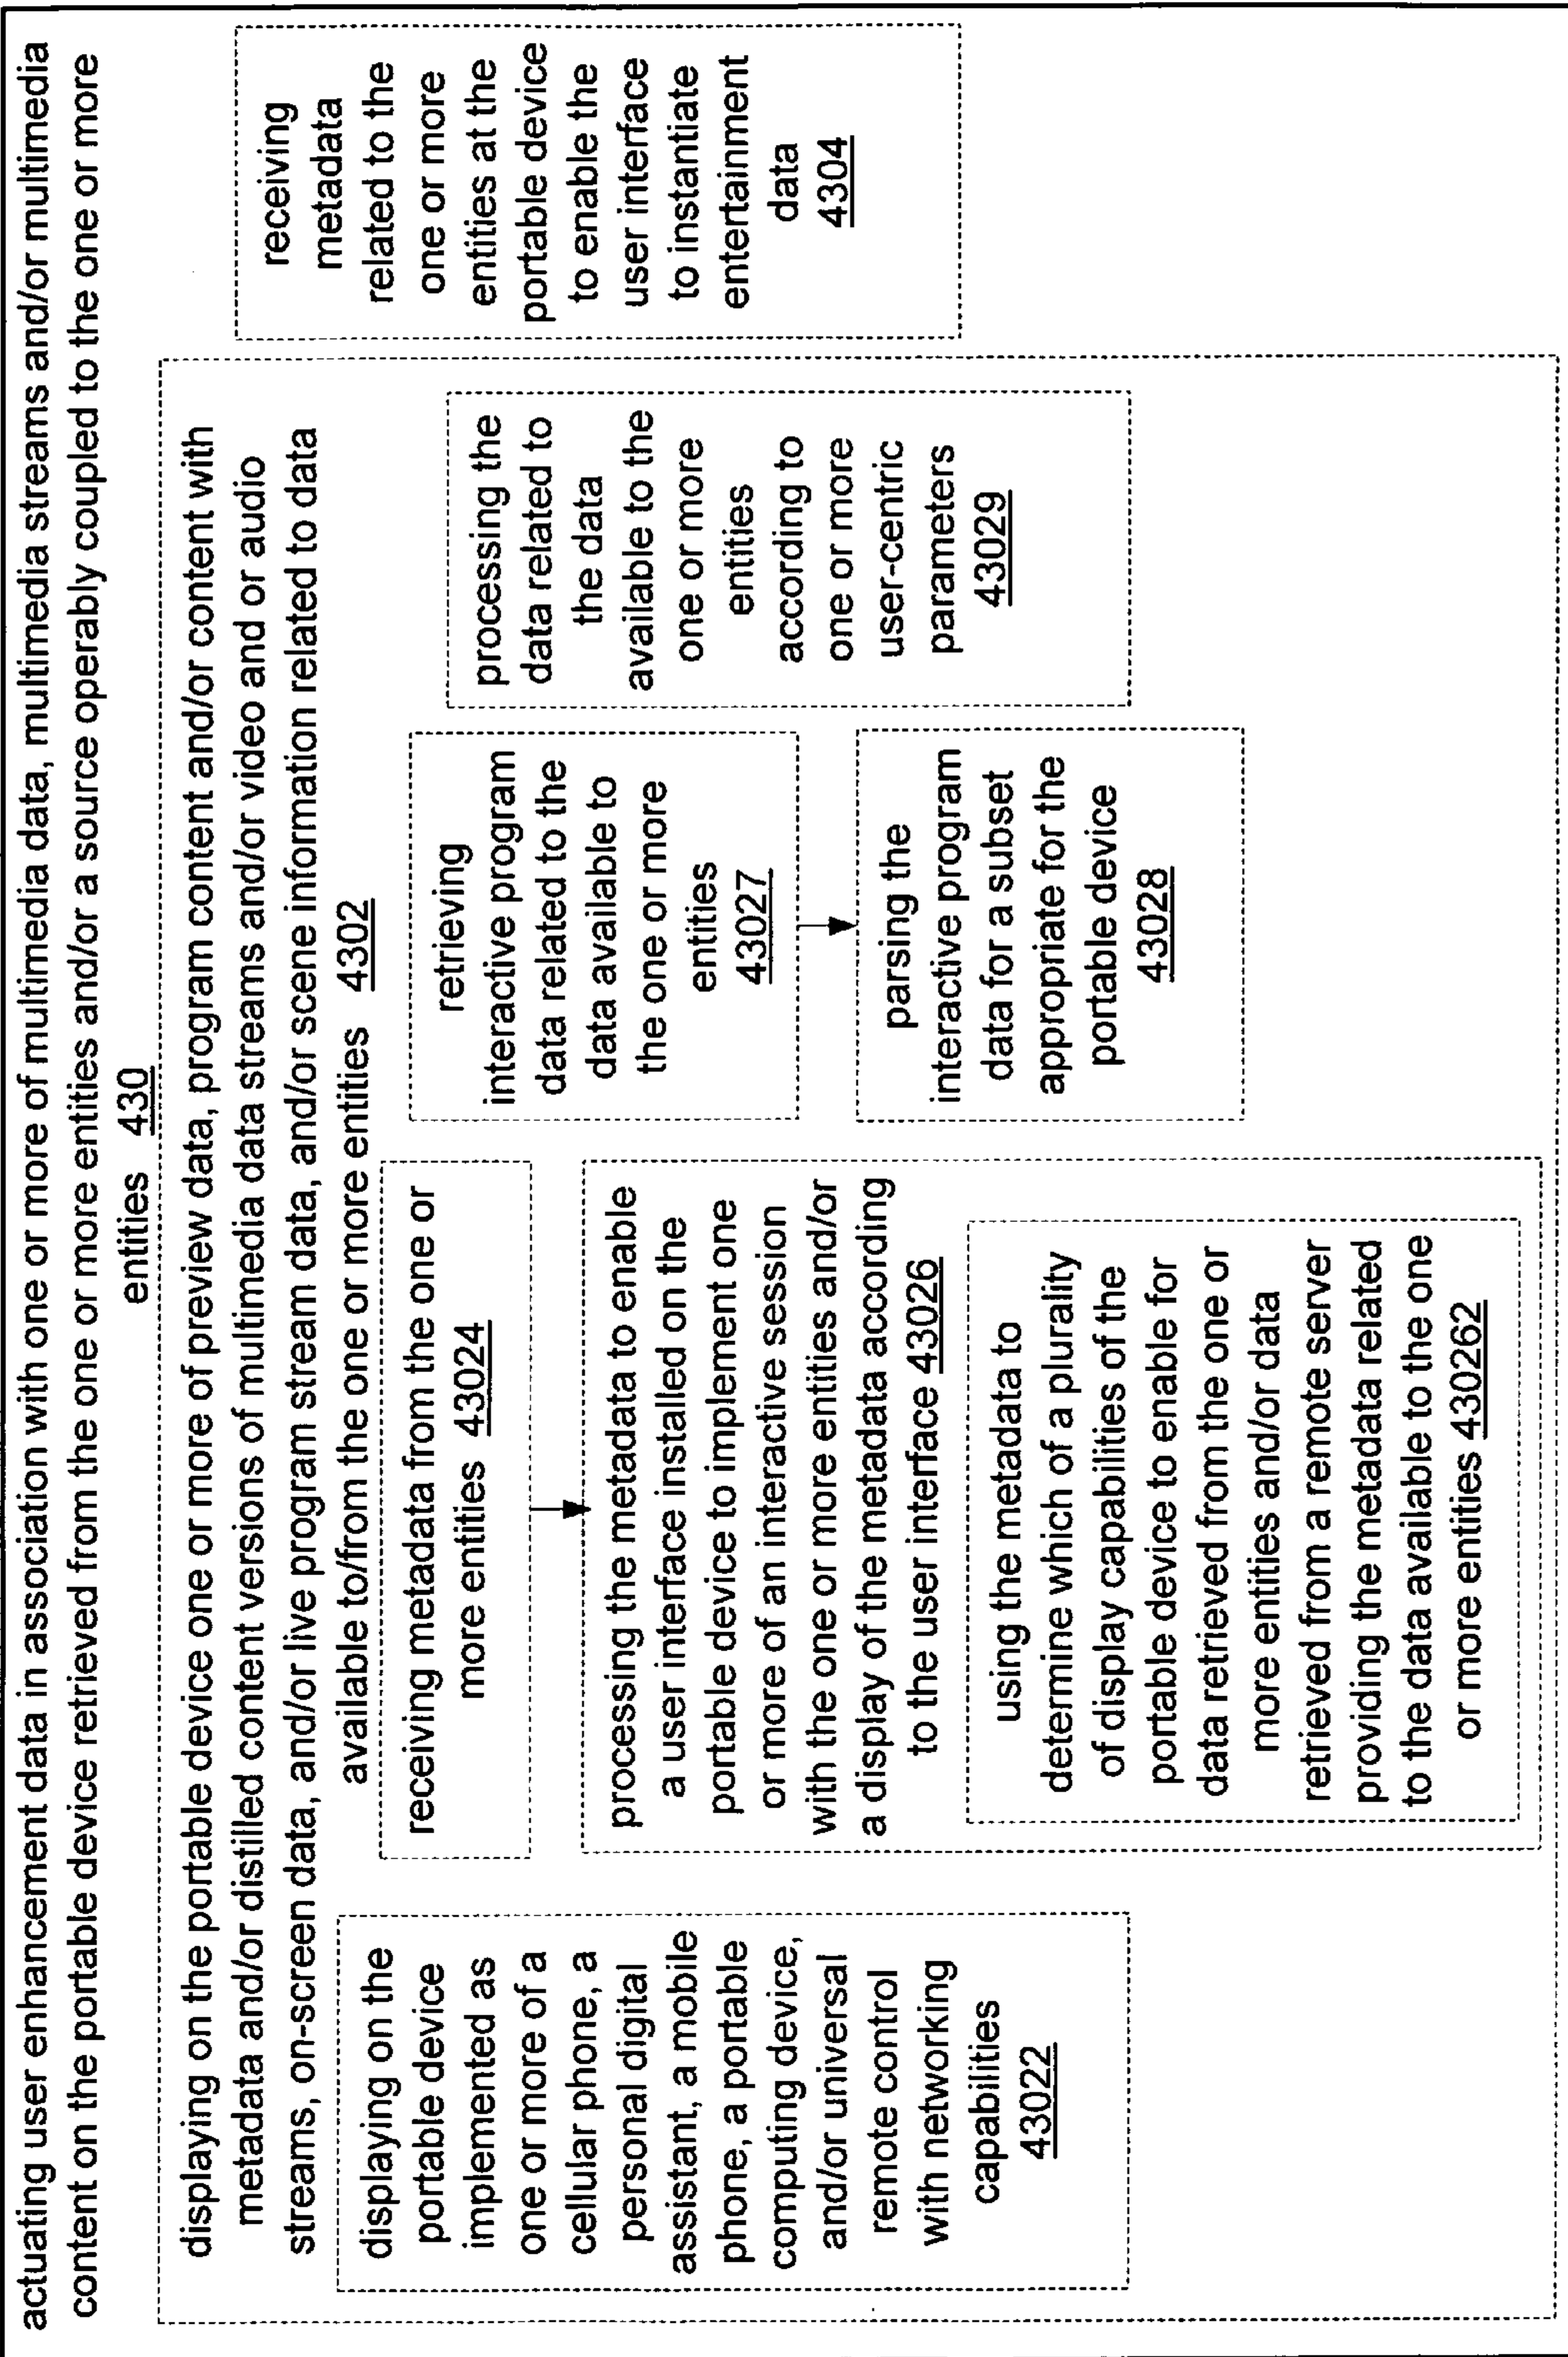 actuating user enhancement data in association with one or more of multimedia data, multimedia streams and/or multimedia
content on the portable device retrieved from the one or more entities and/or a source operably coupled to the one or more
entities 430
displaying on the portable device one or more of preview data, program content and/or content with
metadata and/or distilled content versions of multimedia data streams and/or video and or audio
streams, on-screen data, and/or live program stream data, and/or scene information related to data
available to/from the one or more entities 4302
displaying on the
portable device
implemented as
one or more of a
cellular phone, a
personal digital
assistant, a mobile
phone, a portable
computing device,
and/or universal
remote control
with networking
capabilities
43022
receiving metadata from the one or
more entities 43024
processing the metadata to enable
a user interface installed on the
portable device to implement one
or more of an interactive session
with the one or more entities and/or
a display of the metadata according
to the user interface 43026
using the metadata to
determine which of a plurality
of display capabilities of the
portable device to enable for
data retrieved from the one or
more entities and/or data
retrieved from a remote server
providing the metadata related
to the data available to the one
or more entities 430262
retrieving
interactive program
data related to the
data available to
the one or more
entities
43027
parsing the
interactive program
data for a subset
appropriate for the
portable device
43028
processing the
data related to
the data
available to the
one or more
entities
according to
one or more
user-centric
parameters
43029
receiving
metadata
related to the
one or more
entities at the
portable device
to enable the
user interface
to instantiate
entertainment
data
4304